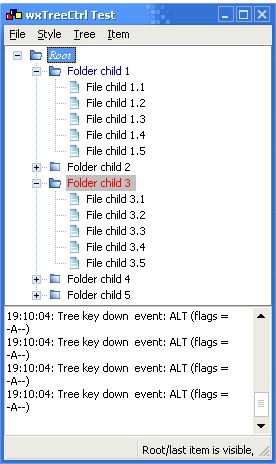 wxTreeCtrl Test
File Style Tree Item
Root
Folder child 1
File child 1.1
File child 1.2
File child 1.3
File child 1.4
File child 1.5
Folder child 2
Folder child 3
File child 3.1
File child 3.2
File child 3.3
File child 3.4
File child 3.5
Folder child 4
Folder child 5
19:10:04: Tree key down event: ALT (flags =
-A--)
19:10:04: Tree key down event: ALT (flags =
-A--)
19:10:04: Tree key down event: ALT (flags =
-A--)
19:10:04: Tree key down event: ALT (flags =
-A--)
Root/last item is visible,